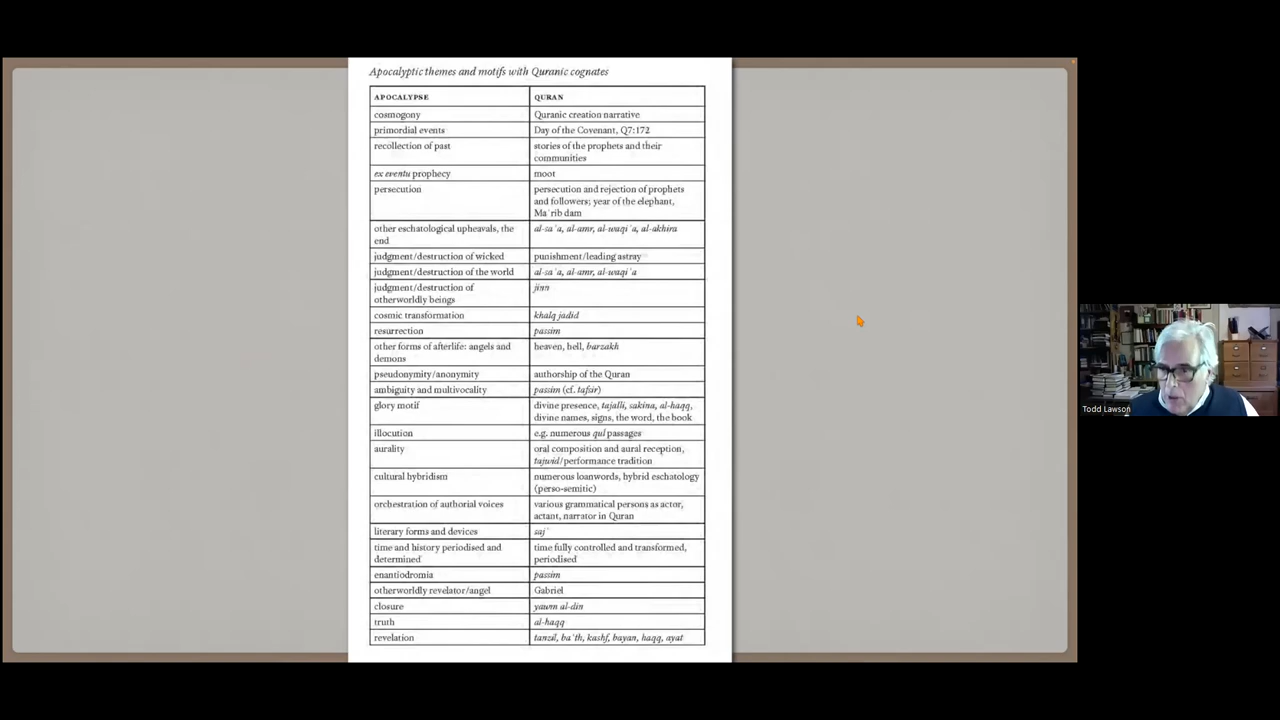 Apocalyptic themes and motifs with Quranic cognates
APOCALYPSE QURAN
cosmogony Quranic creation narrative
primordial events Day of the Covenant, Q7:172
recollection of past stories of the prophets and their
communities
ex eventu prophecy moot
persecution persecution and rejection of prophets
and followers; year of the elephant,
Maʾrib dam
other eschatological upheavals, the al-saʿa, al-amr, al-waqiʿa, al-akhira
end
judgment/destruction of wicked punishment/leading astray
judgment/destruction of the world al-saʿa, al-amr, al-waqiʿa
judgment/destruction of jinn
otherworldly beings
cosmic transformation khalq jadid
resurrection passim
other forms of afterlife: angels and heaven, hell, barzakh
demons
pseudonymity/anonymity authorship of the Quran
ambiguity and multivocality passim (cf. tafsir)
glory motif divine presence, tajalli, sakina, al-haqq,
divine names, signs, the word, the book
illocution e.g. numerous qul passages
aurality oral composition and aural reception,
tajwid/performance tradition
cultural hybridism numerous loanwords, hybrid eschatology
(perso-semitic)
orchestration of authorial voices various grammatical persons as actor,
actant, narrator in Quran
literary forms and devices sajʿ
time and history periodised and time fully controlled and transformed,
determined periodised
enantiodromia passim
otherworldly revelator/angel Gabriel
closure yawm al-din
truth al-haqq
revelation tanzil, baʿth, kashf, bayan, haqq, ayat
Todd Lawson